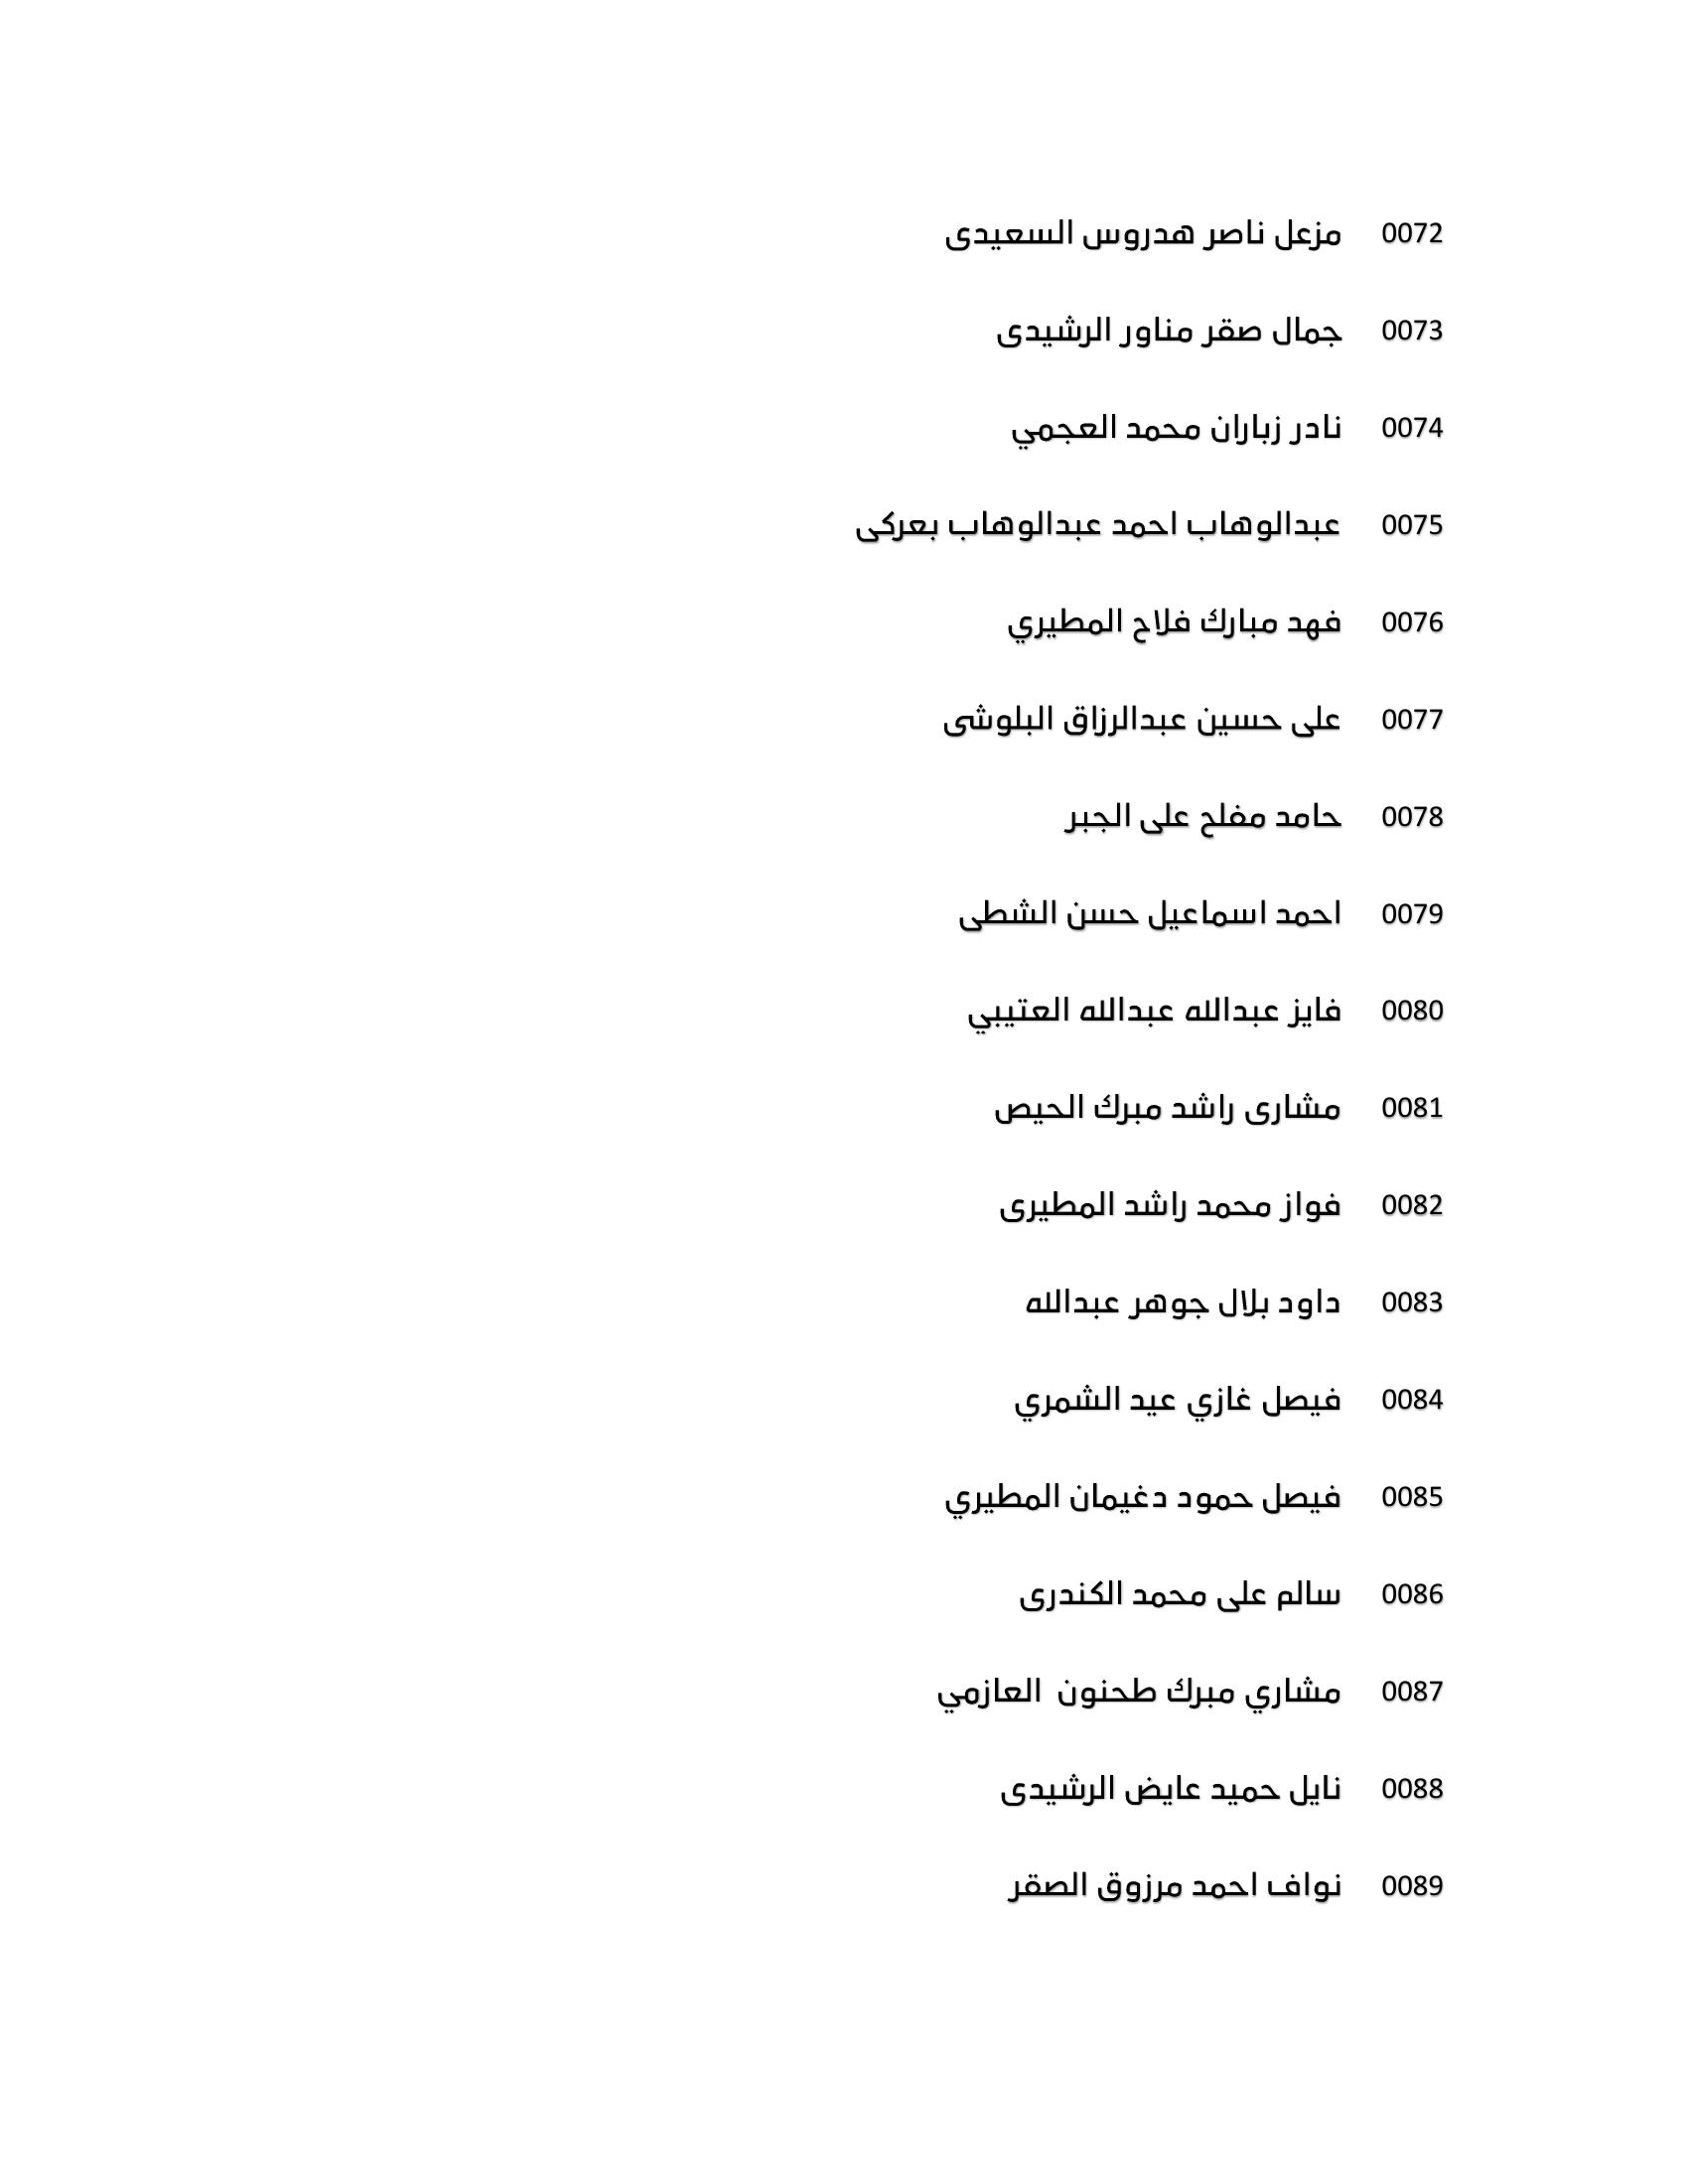 0072 مزعل ناصر هدروس السعيدى
0073 جمال صقر مناور الرشيدى
0074 نادر زباران محمد العجمي
0075 عبدالوهاب احمد عبدالوهاب بعركى
0076 فهد مبارك فلاح المطيري
0077 على حسين عبدالرزاق البلوشى
0078 حامد مفلح على الجبر
0079 احمد اسماعيل حسن الشطى
0080 فايز عبدالله عبدالله العتيبي
0081 مشارى راشد مبرك الحيص
0082 فواز محمد راشد المطيرى
0083 داود بلال جوهر عبدالله
0084 فيصل غازي عيد الشمري
0085 فيصل حمود دغيمان المطيري
0086 سالم على محمد الكندرى
0087 مشاري مبرك طحنون  العازمي
0088 نايل حميد عايض الرشيدى
0089 نواف احمد مرزوق الصقر